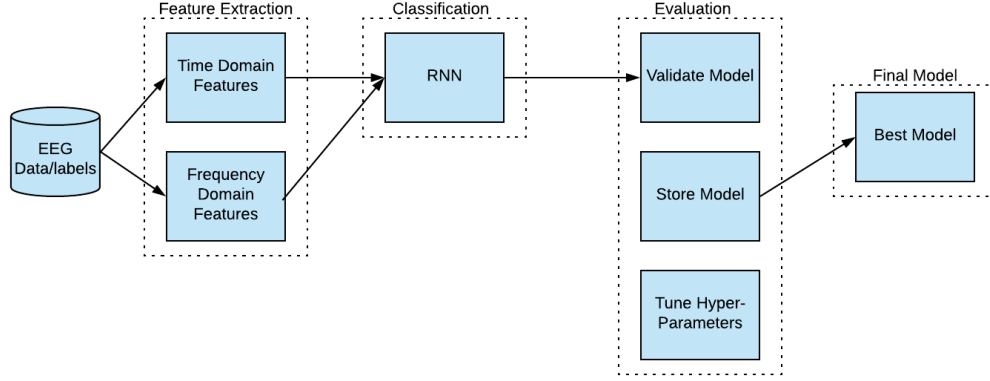 Feature Extraction
Classification
Evaluation
Final Model
EEG
Data/labels
Time Domain
Features
Frequency
Domain
Features
RNN
Validate Model
Store Model
Tune Hyper-
Parameters
Best Model